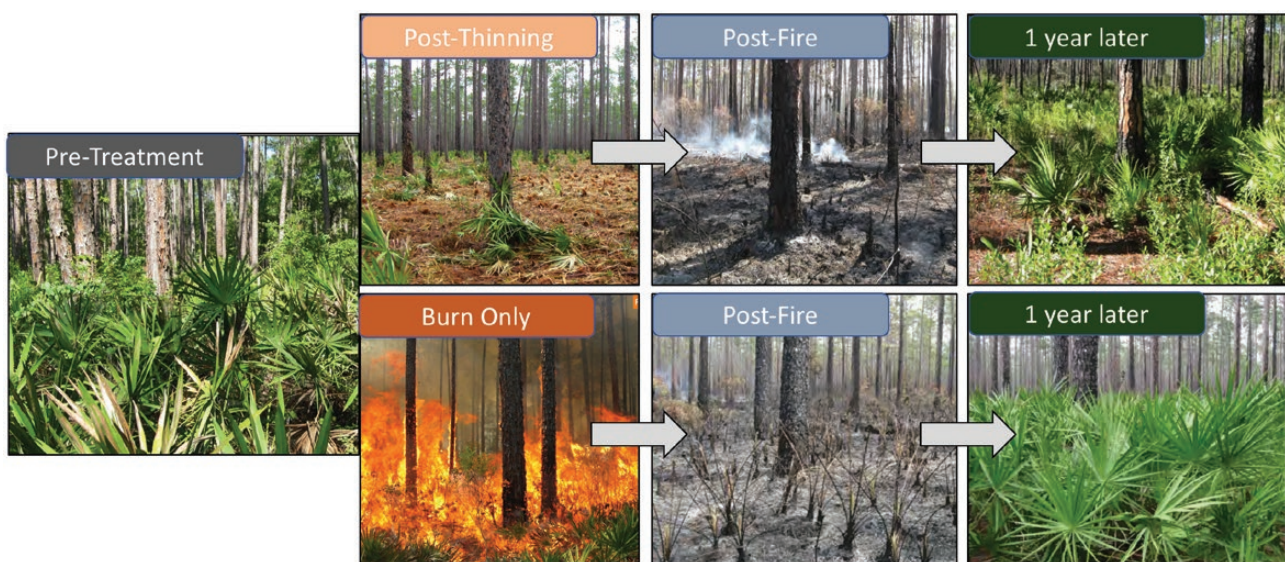 Pre-Treatment
Post-Thinning
Post-Fire
1 year later
Burn Only
Post-Fire
1 year later